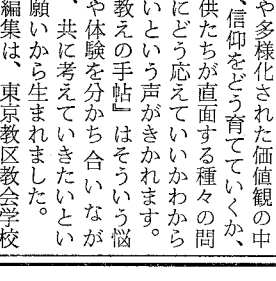 や多様化された価値観の中
、信仰をどう育てていくか、
供たちが直面する種々の問
にどう応えていいかわから
いという声がきかれます。
教えの手帖』はそういう悩
や体験を分かち合いなが
、共に考えていきたいとい
願いから生まれました。
編集は、東京教区教会学校